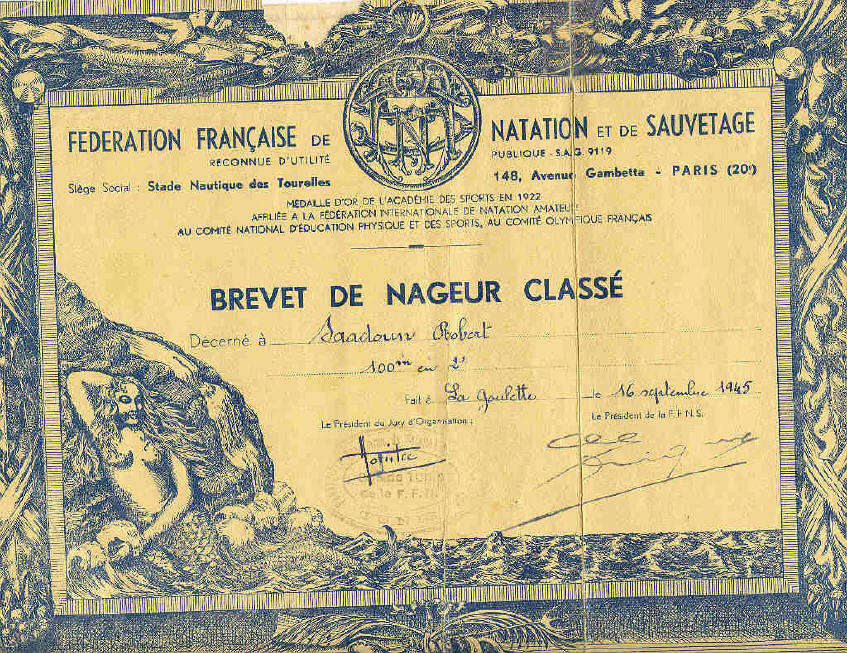 FEDERATION FRANÇAISE DE NATATION ET DE SAUVETAGE
RECONNUE D'UTILITÉ PUBLIQUE - S.A.G. 9119
Siège Social : Stade Nautique des Tourelles 148, Avenue Gambetta - PARIS (20e)
MÉDAILLE D'OR DE L'ACADÉMIE DES SPORTS EN 1922
AFFILIÉE A LA FÉDÉRATION INTERNATIONALE DE NATATION AMATEUR
AU COMITÉ NATIONAL D'ÉDUCATION PHYSIQUE ET DES SPORTS, AU COMITÉ OLYMPIQUE FRANÇAIS
BREVET DE NAGEUR CLASSÉ
Décerné à Saadoun Robert
100m en 2'
Fait à La Goulette le 16 septembre 1945
Le Président du Jury d'Organisation : Le Président de la F.F.N.S.
de la F.F.N.